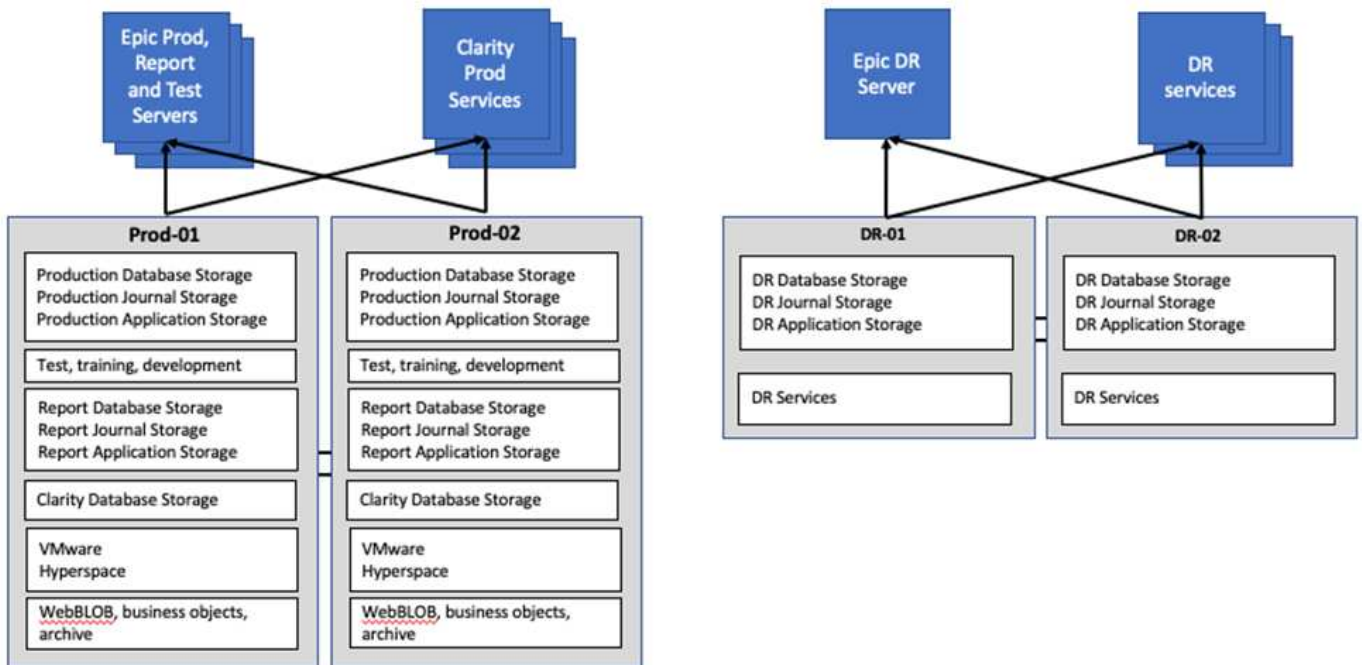 Epic Prod,
Report
and Test
Servers
Clarity
Prod
Services
Epic DR
Server
DR
services
Prod-01
Production Database Storage
Production Journal Storage
Production Application Storage
Test, training, development
Report Database Storage
Report Journal Storage
Report Application Storage
Clarity Database Storage
VMware
Hyperspace
WebBLOB, business objects,
archive
Prod-02
Production Database Storage
Production Journal Storage
Production Application Storage
Test, training, development
Report Database Storage
Report Journal Storage
Report Application Storage
Clarity Database Storage
VMware
Hyperspace
WebBLOB, business objects,
archive
DR-01
DR Database Storage
DR Journal Storage
DR Application Storage
DR Services
DR-02
DR Database Storage
DR Journal Storage
DR Application Storage
DR Services